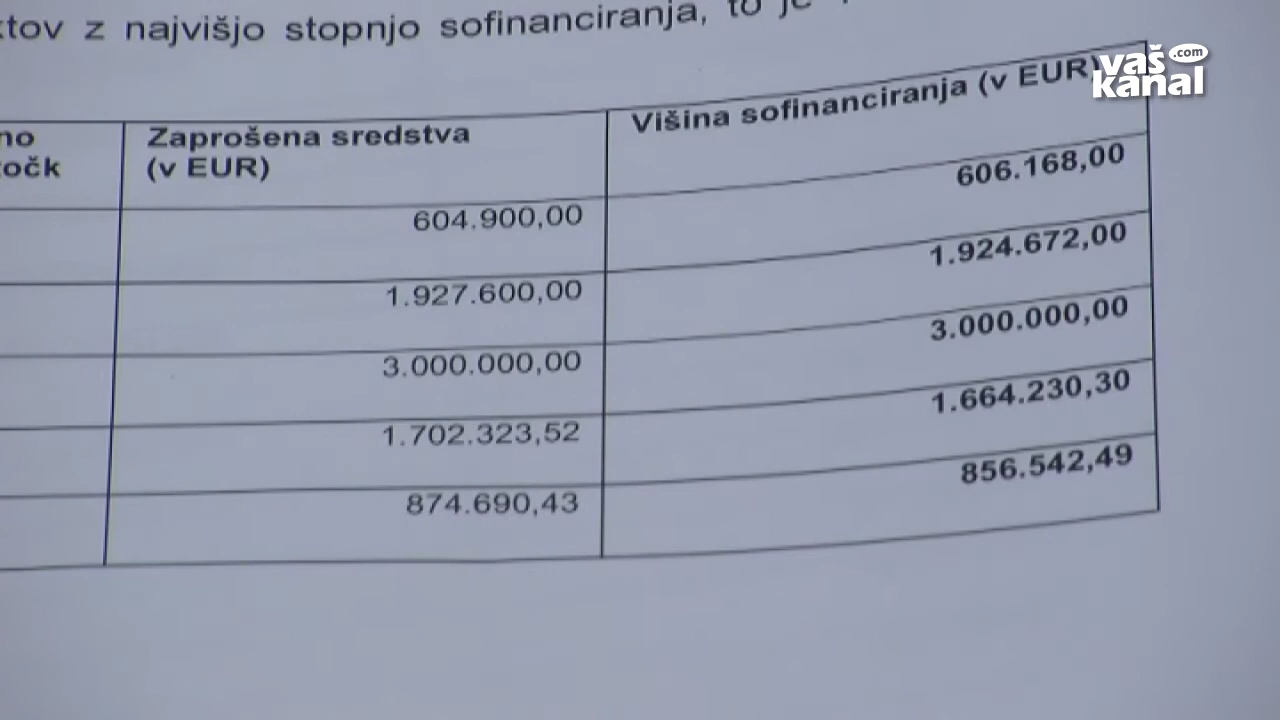 z najvišjo stopnjo sofinanciranja, to je
vaš.com
kanal
Zaprošena sredstva
(v EUR)
Višina sofinanciranja (v EUR)
604.900,00 606.168,00
1.927.600,00 1.924.672,00
3.000.000,00 3.000.000,00
1.702.323,52 1.664.230,30
874.690,43 856.542,49